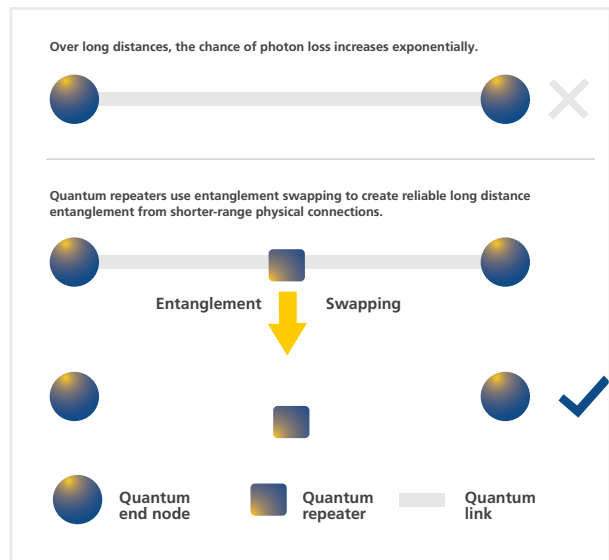 Over long distances, the chance of photon loss increases exponentially.
Quantum repeaters use entanglement swapping to create reliable long distance
entanglement from shorter-range physical connections.
Entanglement Swapping
Quantum
end node
Quantum
repeater
Quantum
link